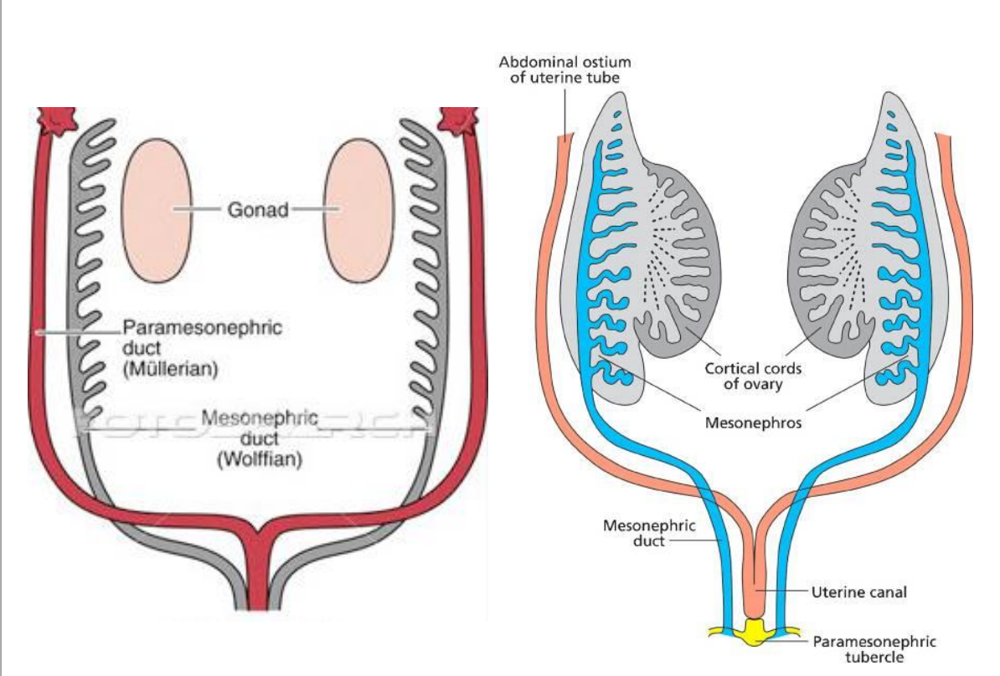 Gonad
Paramesonephric
duct
(Müllerian)
Mesonephric
duct
(Wolffian)
Abdominal ostium
of uterine tube
Cortical cords
of ovary
Mesonephros
Mesonephric
duct
Uterine canal
Paramesonephric
tubercle